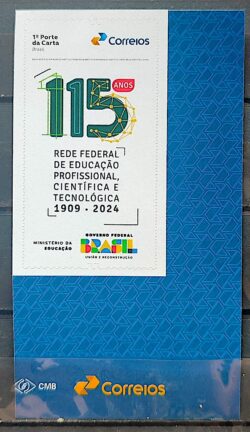 1º Porte
da Carta
Brasil
Correios
115
ANOS
REDE FEDERAL
DE EDUCAÇÃO
PROFISSIONAL,
CIENTÍFICA E
TECNOLÓGICA
1909 · 2024
MINISTÉRIO DA
EDUCAÇÃO
GOVERNO FEDERAL
BRASIL
UNIÃO E RECONSTRUÇÃO
CMB
Correios